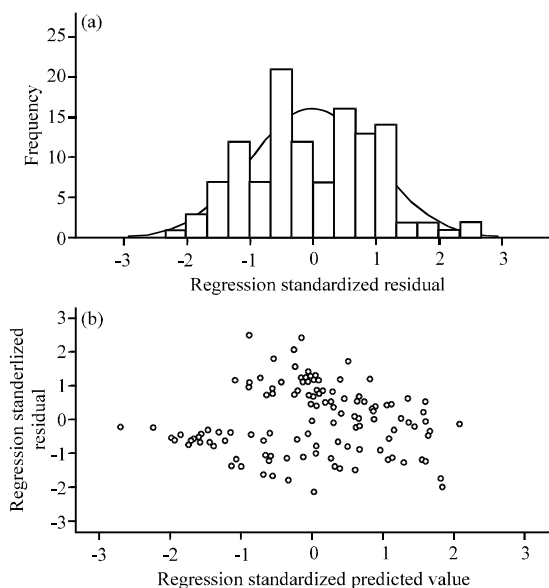 (a)
25
20
15
10
5
0
Frequency
-3 -2 -1 0 1 2 3
Regression standardized residual
(b)
3
2
1
0
-1
-2
-3
Regression standerlized
residual
-3 -2 -1 0 1 2 3
Regression standardized predicted value